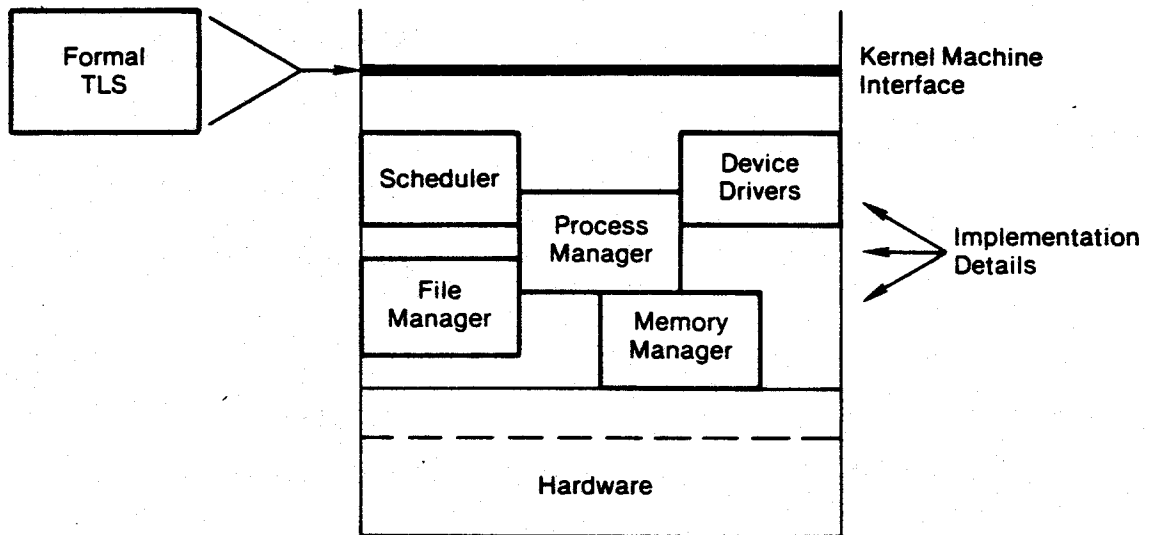 Formal
TLS
Kernel Machine
Interface
Scheduler
Device
Drivers
Process
Manager
Implementation
Details
File
Manager
Memory
Manager
Hardware